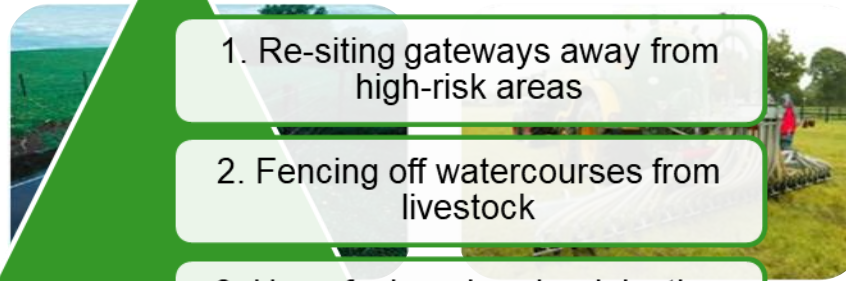 1. Re-siting gateways away from
high-risk areas
2. Fencing off watercourses from
livestock